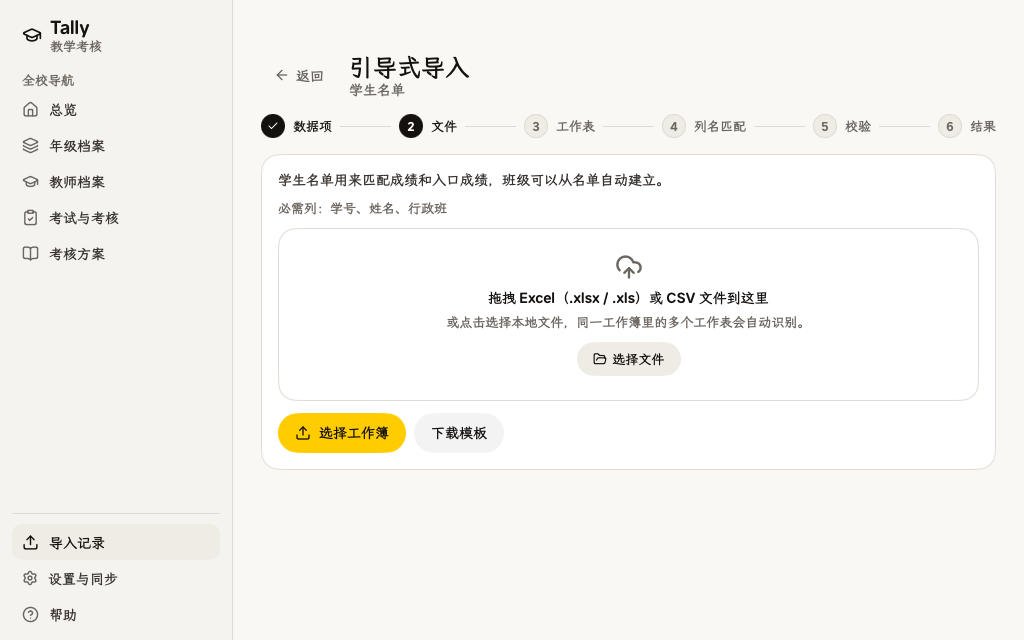 Tally
教学考核
全校导航
总览
年级档案
教师档案
考试与考核
考核方案
导入记录
设置与同步
帮助
返回
引导式导入
学生名单
数据项
2 文件
3 工作表
4 列名匹配
5 校验
6 结果
学生名单用来匹配成绩和入口成绩，班级可以从名单自动建立。
必需列：学号、姓名、行政班
拖拽 Excel（.xlsx / .xls）或 CSV 文件到这里
或点击选择本地文件，同一工作簿里的多个工作表会自动识别。
选择文件
选择工作簿
下载模板